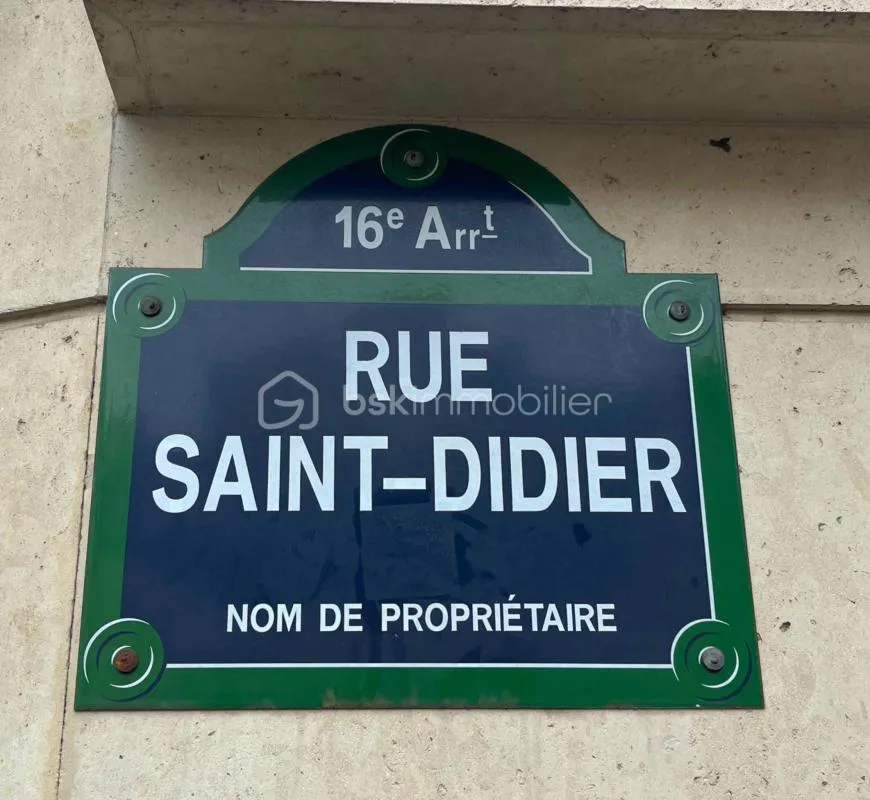 16e Arrt
RUE
bskimmobilier
SAINT-DIDIER
NOM DE PROPRIÉTAIRE